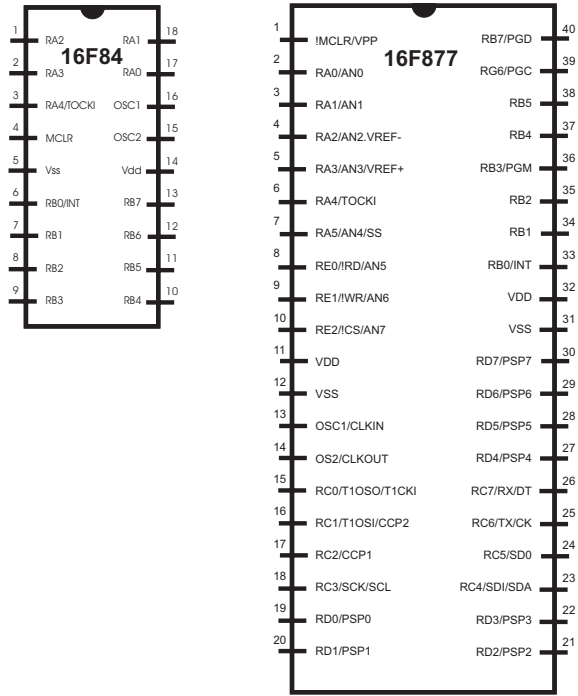 16F84
1 RA2 RA1 18
2 RA3 RA0 17
3 RA4/TOCKI OSC1 16
4 MCLR OSC2 15
5 Vss Vdd 14
6 RB0/INT RB7 13
7 RB1 RB6 12
8 RB2 RB5 11
9 RB3 RB4 10
16F877
1 !MCLR/VPP RB7/PGD 40
2 RA0/AN0 RG6/PGC 39
3 RA1/AN1 RB5 38
4 RA2/AN2.VREF- RB4 37
5 RA3/AN3/VREF+ RB3/PGM 36
6 RA4/TOCKI RB2 35
7 RA5/AN4/SS RB1 34
8 RE0/!RD/AN5 RB0/INT 33
9 RE1/!WR/AN6 VDD 32
10 RE2/!CS/AN7 VSS 31
11 VDD RD7/PSP7 30
12 VSS RD6/PSP6 29
13 OSC1/CLKIN RD5/PSP5 28
14 OS2/CLKOUT RD4/PSP4 27
15 RC0/T1OSO/T1CKI RC7/RX/DT 26
16 RC1/T1OSI/CCP2 RC6/TX/CK 25
17 RC2/CCP1 RC5/SD0 24
18 RC3/SCK/SCL RC4/SDI/SDA 23
19 RD0/PSP0 RD3/PSP3 22
20 RD1/PSP1 RD2/PSP2 21